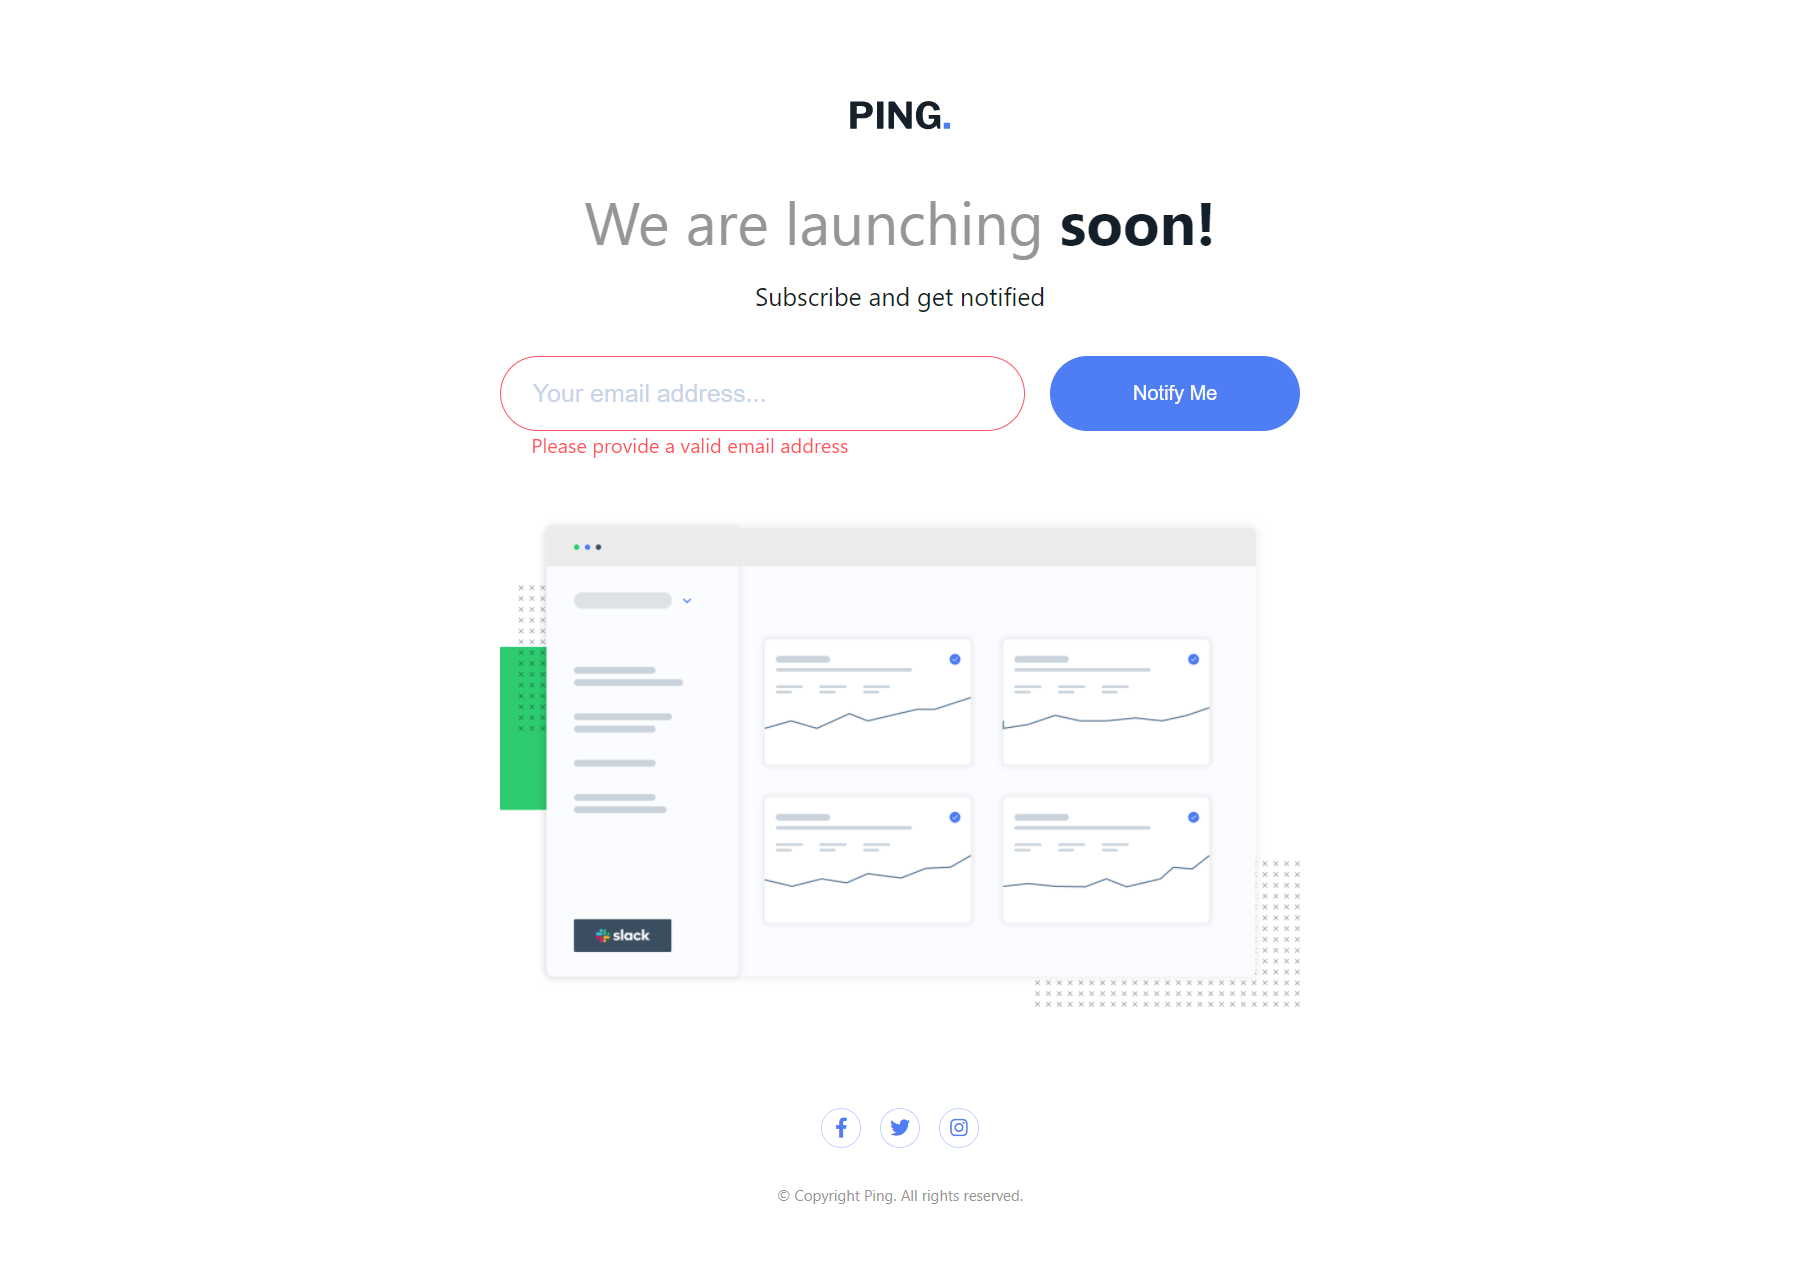 PING.
We are launching soon!
Subscribe and get notified
Your email address...
Notify Me
Please provide a valid email address
slack
© Copyright Ping. All rights reserved.